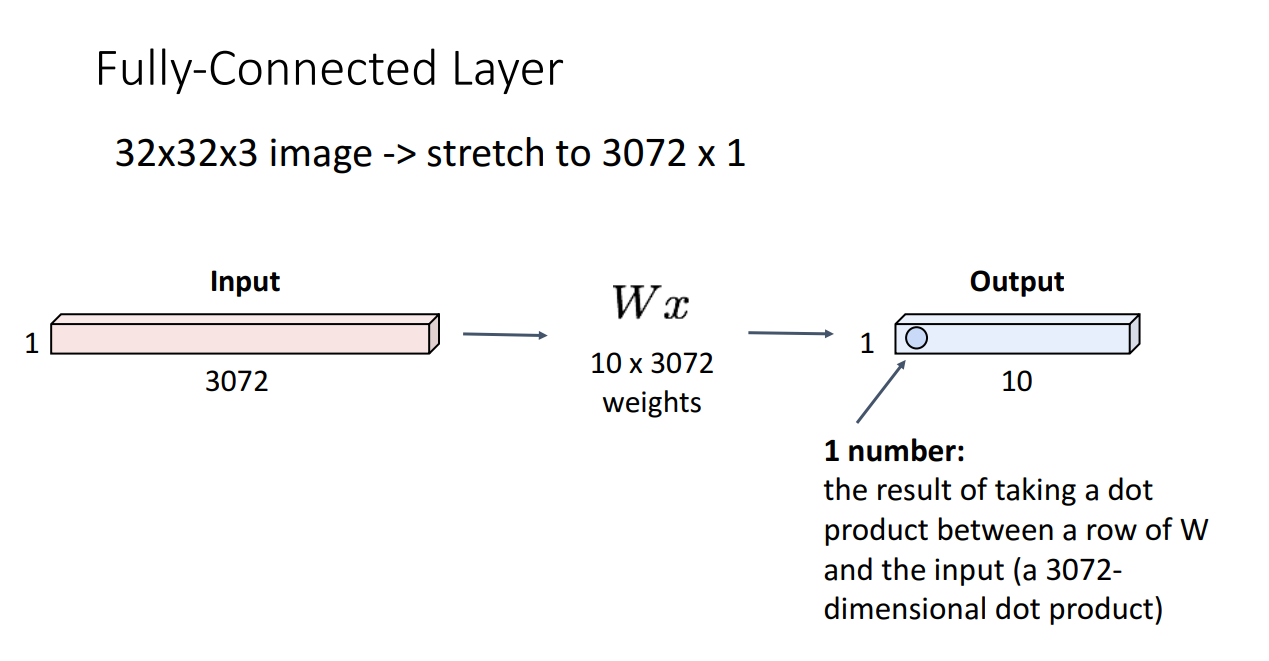 Fully-Connected Layer
32x32x3 image -> stretch to 3072 x 1
Input
1
3072
Wx
10 x 3072
weights
Output
1
10
1 number:
the result of taking a dot
product between a row of W
and the input (a 3072-
dimensional dot product)